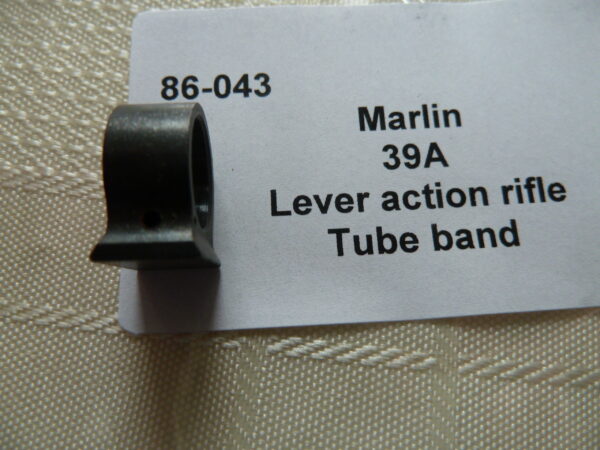 86-043
Marlin
39A
Lever action rifle
Tube band